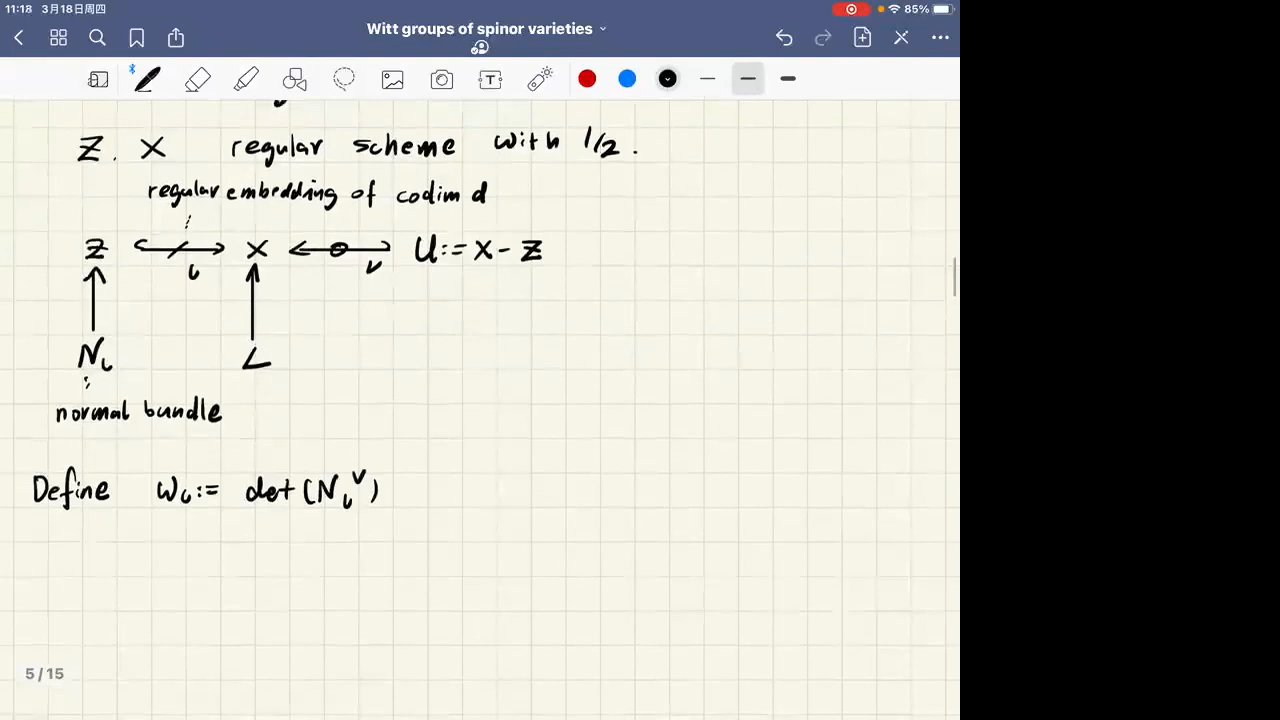 11:18 3月18日周四
85%
Witt groups of spinor varieties
T
Z. X regular scheme with 1/2.
regular embedding of codim d
Z X U := X - Z
ι υ
N_ι L
normal bundle
Define ω_ι := det (N_ι^∨)
5 / 15